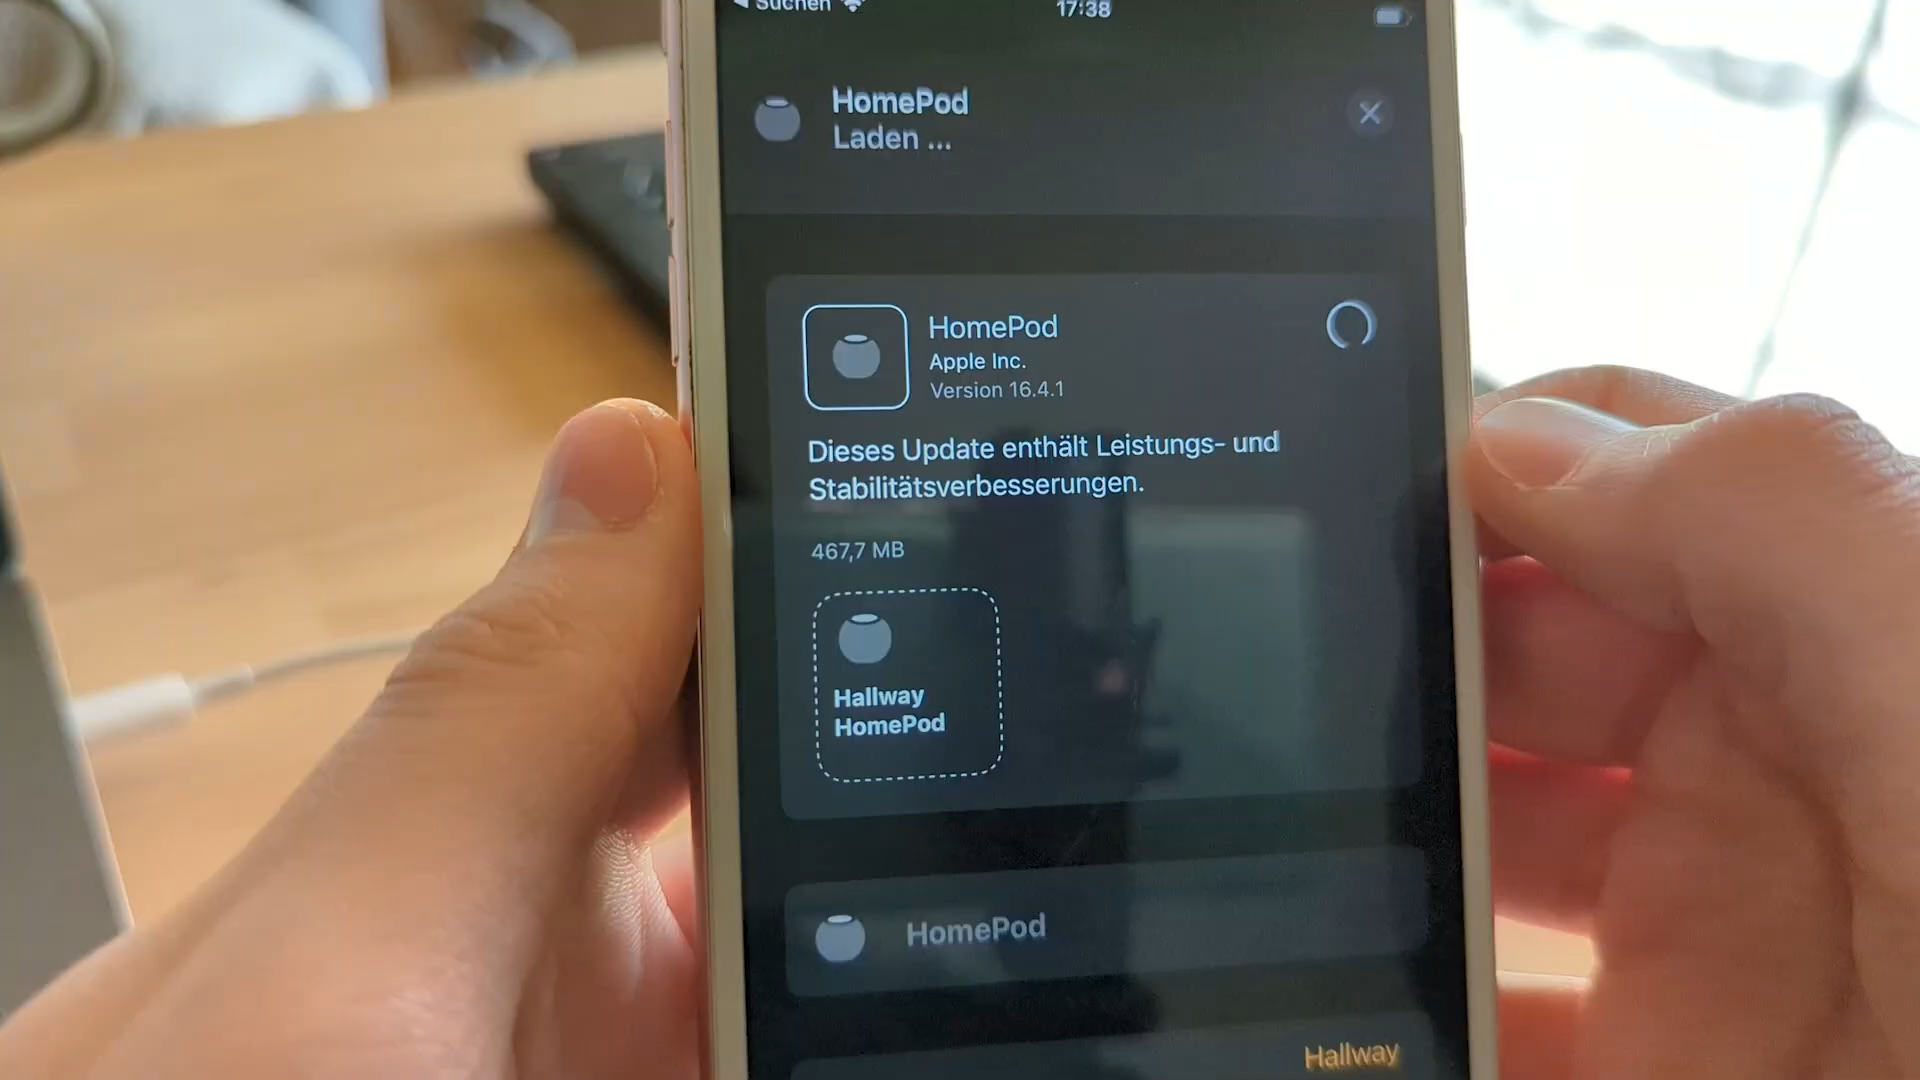 Suchen
17:38
HomePod
Laden ...
HomePod
Apple Inc.
Version 16.4.1
Dieses Update enthält Leistungs- und
Stabilitätsverbesserungen.
467,7 MB
Hallway
HomePod
HomePod
Hallway